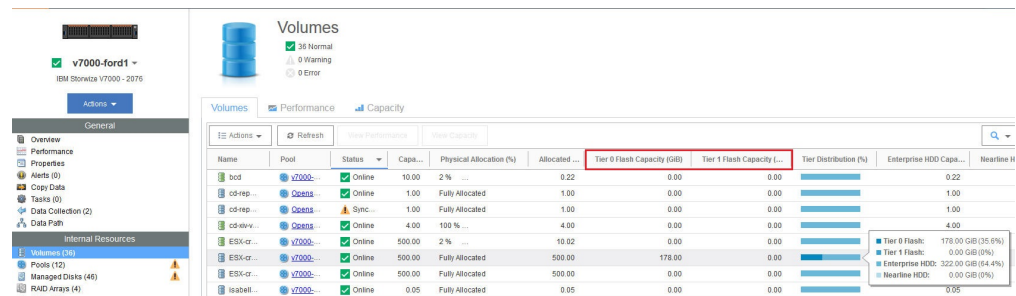 Volumes
36 Normal
0 Warning
0 Error
v7000-ford1
IBM Storwize V7000 - 2076
Actions
General
Overview
Performance
Properties
Alerts (0)
Copy Data
Tasks (0)
Data Collection (2)
Data Path
Internal Resources
Volumes (36)
Pools (12)
Managed Disks (46)
RAID Arrays (4)
Volumes Performance Capacity
Actions Refresh View Performance View Capacity
Name Pool Status Capa... Physical Allocation (%) Allocated ... Tier 0 Flash Capacity (GiB) Tier 1 Flash Capacity (... Tier Distribution (%) Enterprise HDD Capa... Nearline H
bcd v7000-... Online 10.00 2 % ... 0.22 0.00 0.00 0.22
cd-rep... Opens... Online 1.00 Fully Allocated 1.00 0.00 0.00 1.00
cd-rep... Opens... Sync... 1.00 Fully Allocated 1.00 0.00 0.00 1.00
cd-xiv-v... Opens... Online 4.00 100 % ... 4.00 0.00 0.00 4.00
ESX-cr... v7000-... Online 500.00 2 % ... 10.02 0.00 0.00
ESX-cr... v7000-... Online 500.00 Fully Allocated 500.00 178.00 0.00
ESX-cr... v7000-... Online 500.00 Fully Allocated 500.00 0.00 0.00
isabell... v7000-... Online 0.05 Fully Allocated 0.05 0.00 0.00 0.05
Tier 0 Flash: 178.00 GiB (35.6%)
Tier 1 Flash: 0.00 GiB (0%)
Enterprise HDD: 322.00 GiB (64.4%)
Nearline HDD: 0.00 GiB (0%)